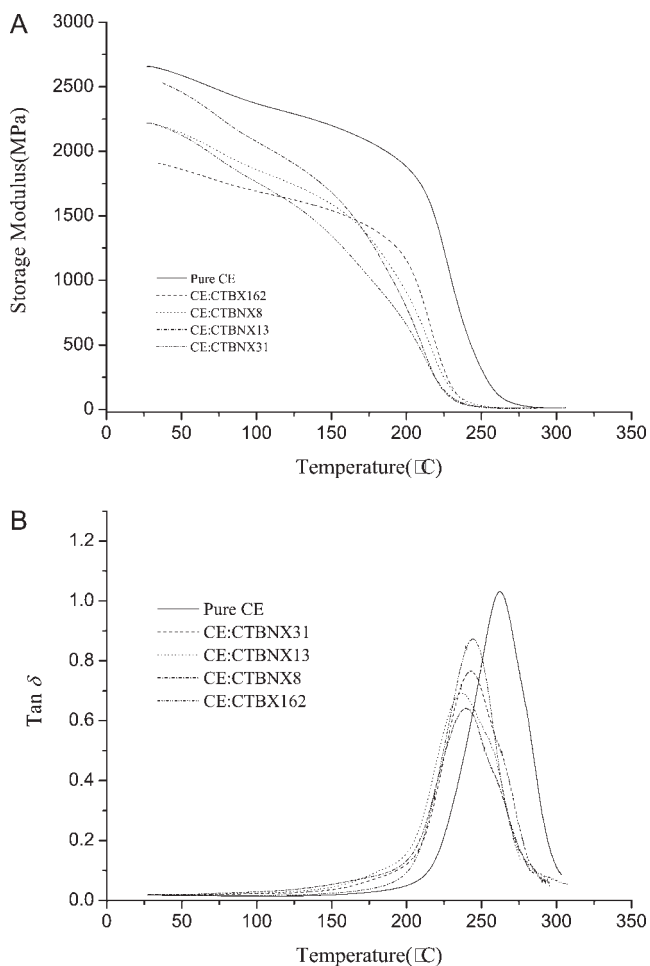 A
3000
2500
2000
1500
1000
500
0
Storage Modulus(MPa)
Pure CE
CE:CTBX162
CE:CTBNX8
CE:CTBNX13
CE:CTBNX31
0 50 100 150 200 250 300 350
Temperature(□C)
B
1.2
1.0
0.8
0.6
0.4
0.2
0.0
Tan δ
Pure CE
CE:CTBNX31
CE:CTBNX13
CE:CTBNX8
CE:CTBX162
0 50 100 150 200 250 300 350
Temperature(□C)